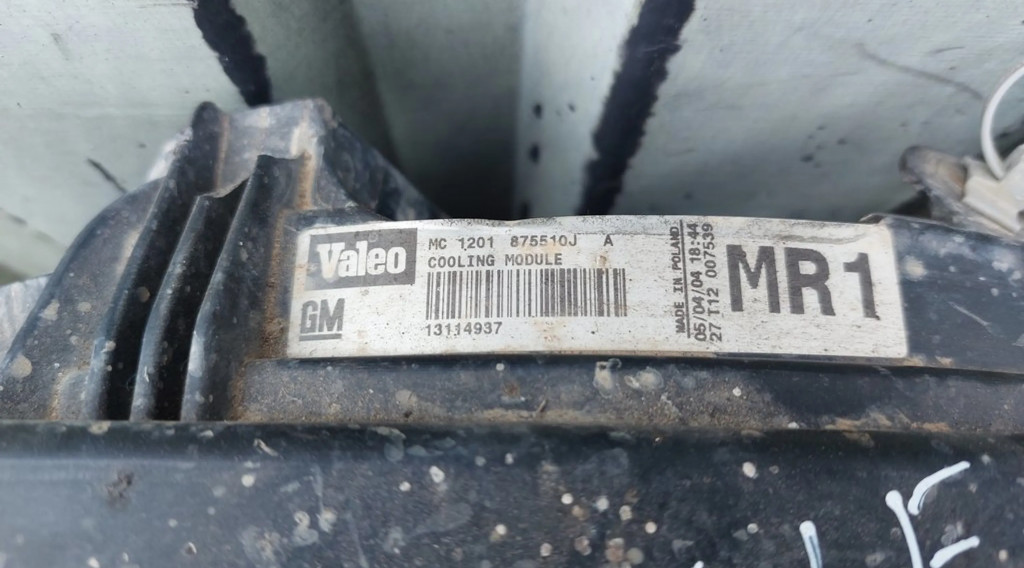 Valeo
GM
MC 1201 875510J A
COOLING MODULE
13114937
MADE IN POLAND
05/04/04 18:44
27 T12 007539
MR1